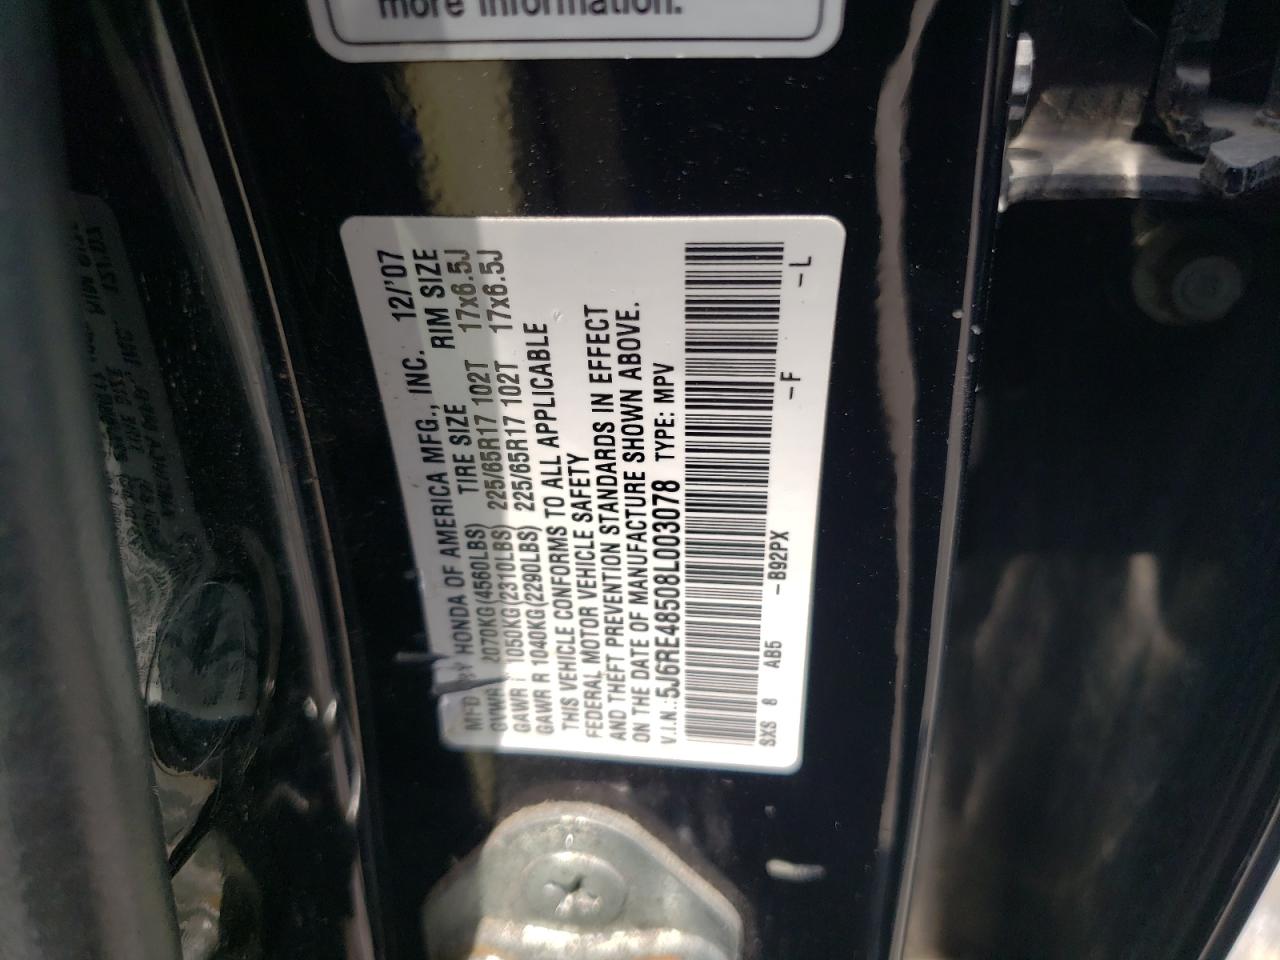 more information.
MFD BY HONDA OF AMERICA MFG., INC. 12/'07
GVWR 2070KG(4560LBS) TIRE SIZE RIM SIZE
GAWR F 1050KG(2310LBS) 225/65R17 102T 17x6.5J
GAWR R 1040KG(2290LBS) 225/65R17 102T 17x6.5J
THIS VEHICLE CONFORMS TO ALL APPLICABLE
FEDERAL MOTOR VEHICLE SAFETY
AND THEFT PREVENTION STANDARDS IN EFFECT
ON THE DATE OF MANUFACTURE SHOWN ABOVE.
V.I.N.:5J6RE48508L003078 TYPE: MPV
SXS 8 AB5 -B92PX -F -L